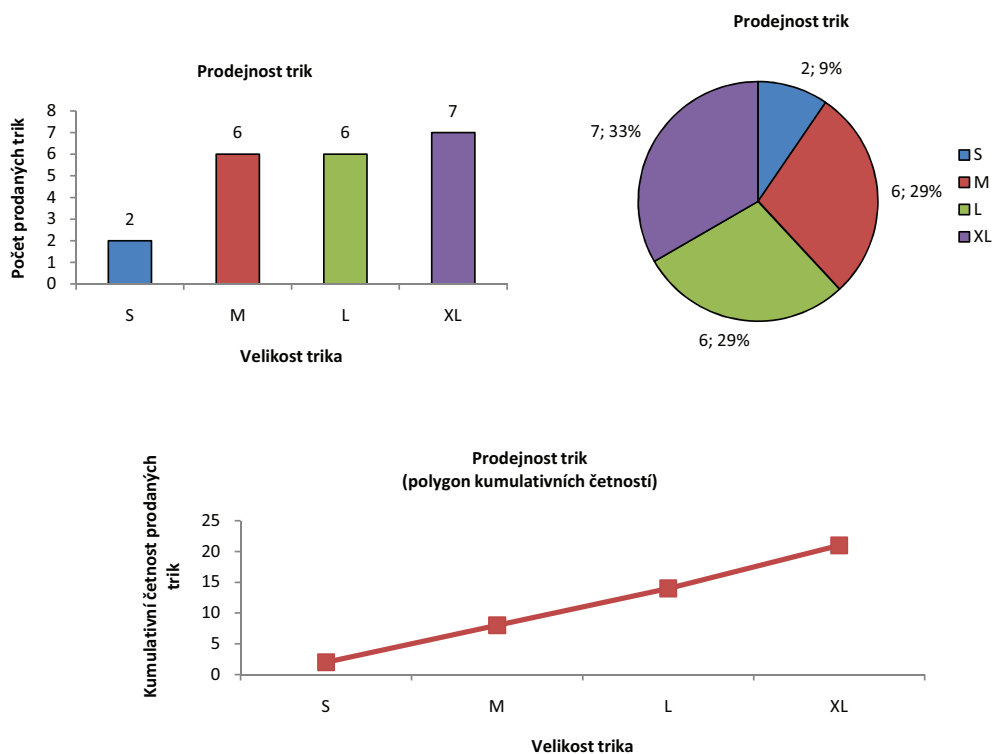 Prodejnost trik
Počet prodaných trik
8
7
6
5
4
3
2
1
0
2
6
6
7
S
M
L
XL
Velikost trika
Prodejnost trik
2; 9%
6; 29%
6; 29%
7; 33%
S
M
L
XL
Prodejnost trik
(polygon kumulativních četností)
Kumulativní četnost prodaných
trik
25
20
15
10
5
0
S
M
L
XL
Velikost trika